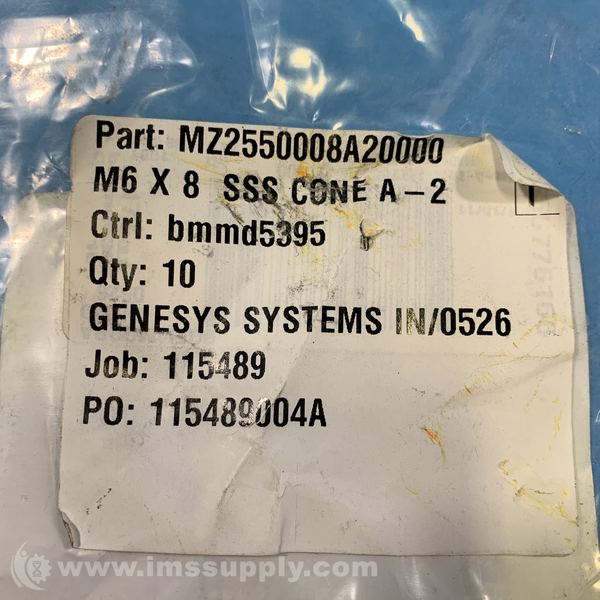 Part: MZ2550008A20000
M6 X 8 SSS CONE A-2
Ctrl: bmmd5395
Qty: 10
GENESYS SYSTEMS IN/0526
Job: 115489
PO: 115489004A
www.imssupply.com